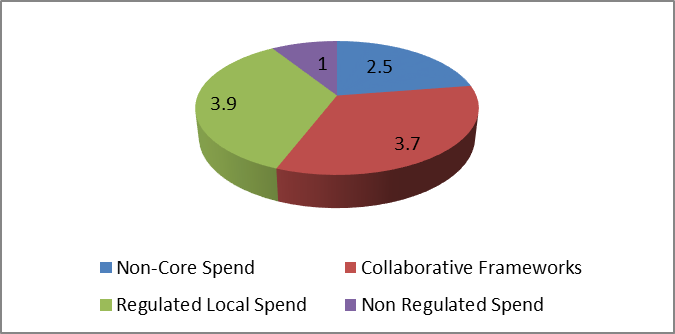 1
2.5
3.9
3.7
Non-Core Spend
Collaborative Frameworks
Regulated Local Spend
Non Regulated Spend